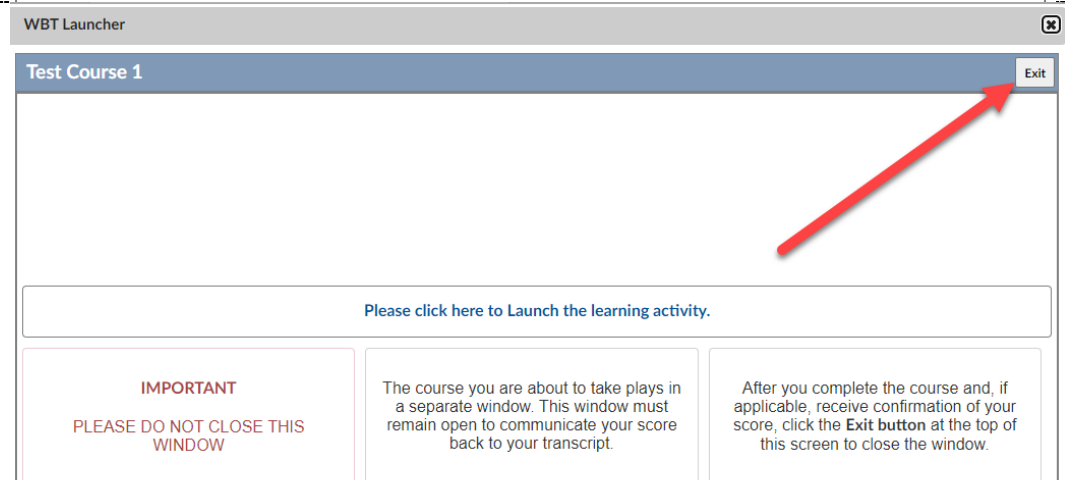 WBT Launcher
Test Course 1
Exit
Please click here to Launch the learning activity.
IMPORTANT
PLEASE DO NOT CLOSE THIS
WINDOW
The course you are about to take plays in
a separate window. This window must
remain open to communicate your score
back to your transcript.
After you complete the course and, if
applicable, receive confirmation of your
score, click the Exit button at the top of
this screen to close the window.